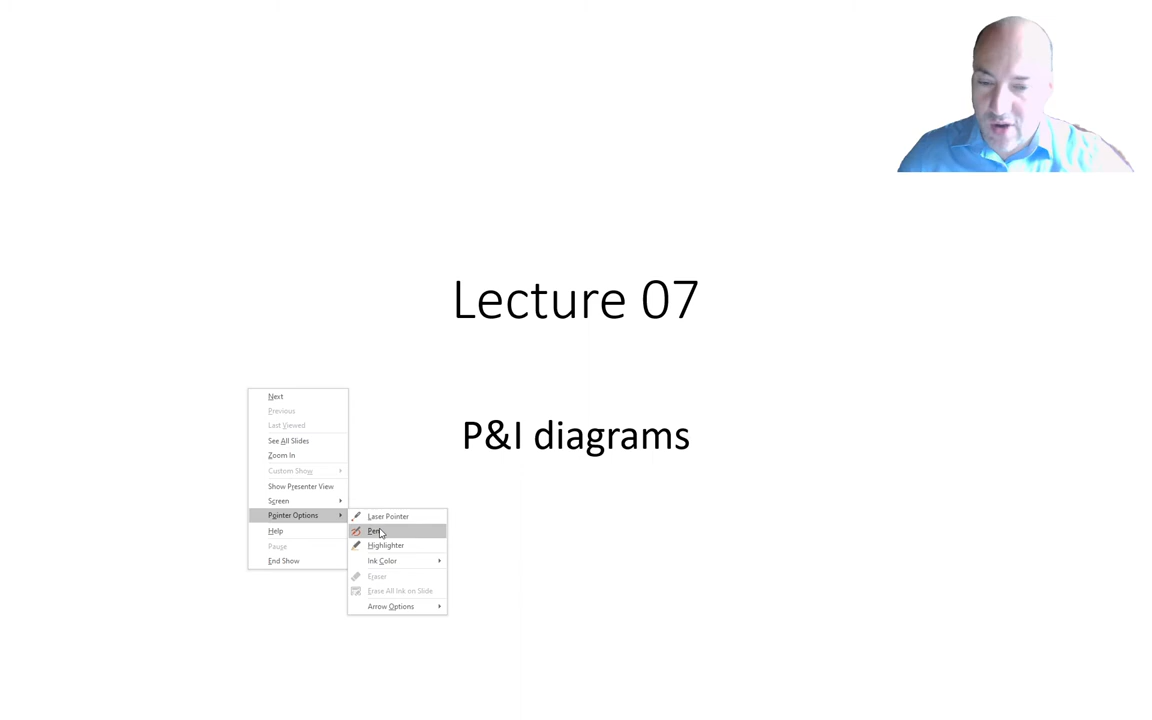 Lecture 07
P&I diagrams
Next
Previous
Last Viewed
See All Slides
Zoom In
Custom Show
Show Presenter View
Screen
Pointer Options
Help
Pause
End Show
Laser Pointer
Pen
Highlighter
Ink Color
Eraser
Erase All Ink on Slide
Arrow Options